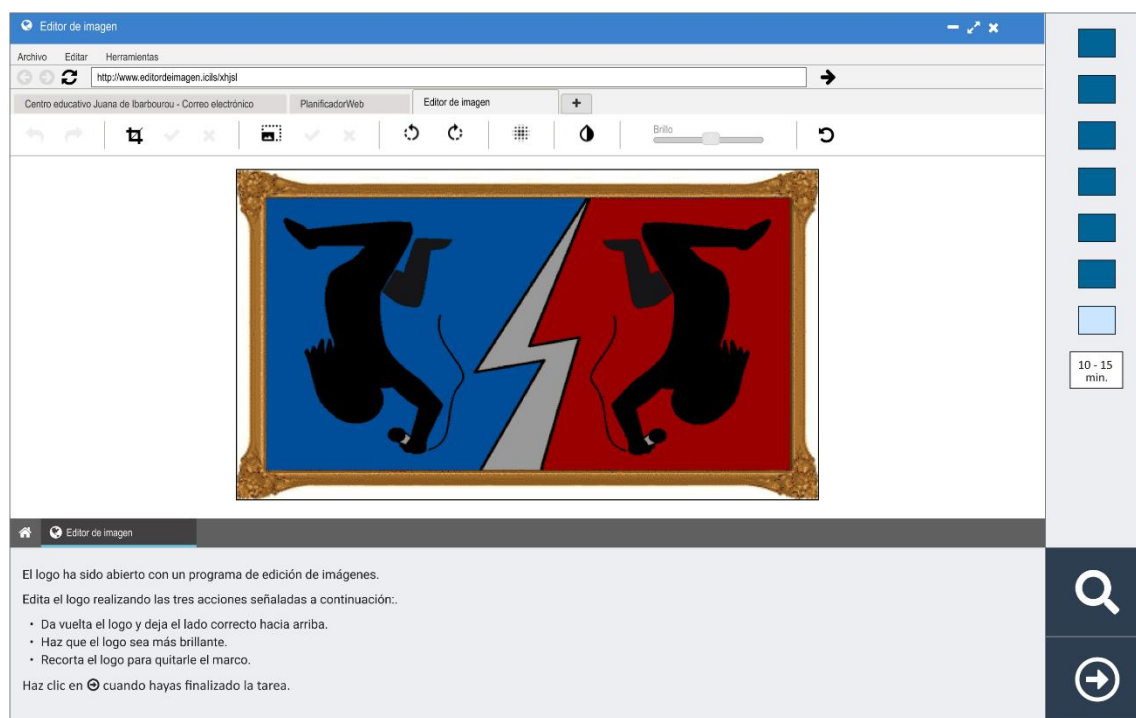 Editor de imagen
Archivo Editar Herramientas
http://www.editordeimagen.icils/xhjsl
Centro educativo Juana de Ibarbourou - Correo electrónico PlanificadorWeb Editor de imagen +
Brillo
10 - 15
min.
Editor de imagen
El logo ha sido abierto con un programa de edición de imágenes.
Edita el logo realizando las tres acciones señaladas a continuación:.
• Da vuelta el logo y deja el lado correcto hacia arriba.
• Haz que el logo sea más brillante.
• Recorta el logo para quitarle el marco.
Haz clic en cuando hayas finalizado la tarea.